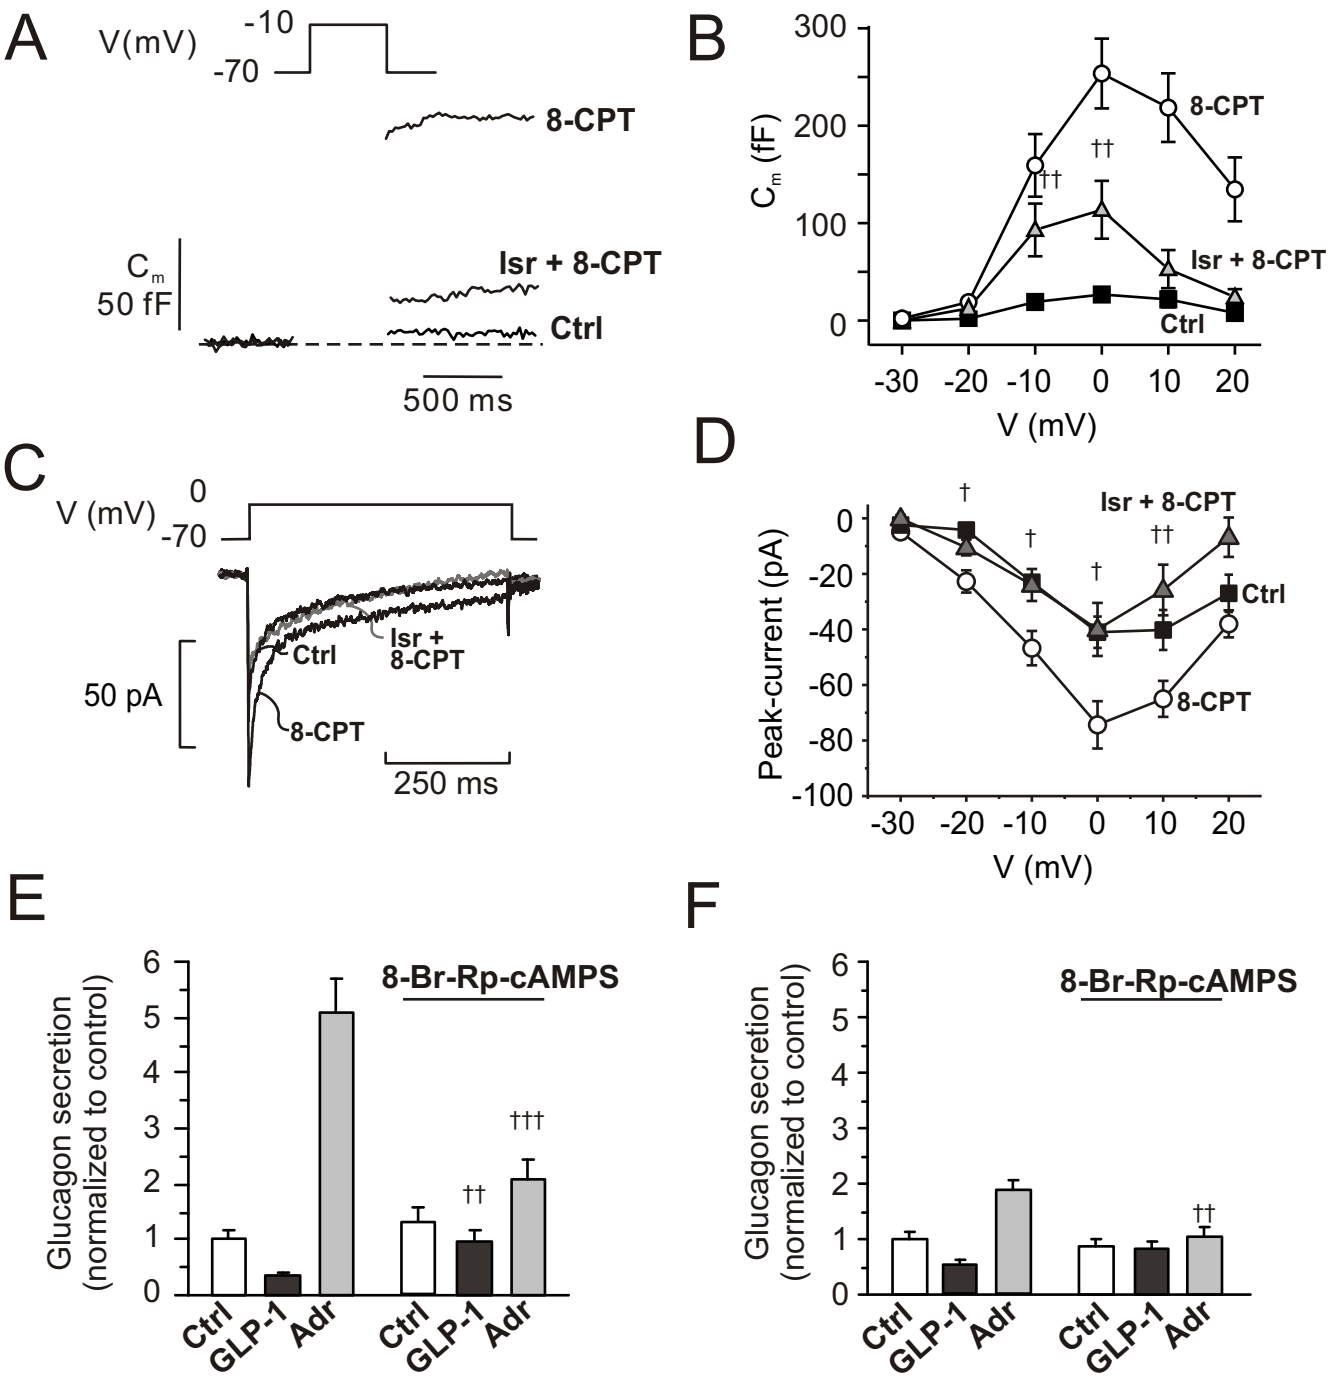 A
V(mV)
-10
-70
8-CPT
Isr + 8-CPT
Cm
50 fF
Ctrl
500 ms
B
Cm (fF)
300
200
100
0
††
††
8-CPT
Isr + 8-CPT
Ctrl
-30 -20 -10 0 10 20
V (mV)
C
V (mV)
0
-70
50 pA
Ctrl
Isr +
8-CPT
8-CPT
250 ms
D
Peak-current (pA)
0
-20
-40
-60
-80
-100
†
†
†
††
Isr + 8-CPT
Ctrl
8-CPT
-30 -20 -10 0 10 20
V (mV)
E
Glucagon secretion
(normalized to control)
6
5
4
3
2
1
0
8-Br-Rp-cAMPS
††
†††
Ctrl GLP-1 Adr Ctrl GLP-1 Adr
F
Glucagon secretion
(normalized to control)
6
5
4
3
2
1
0
8-Br-Rp-cAMPS
††
Ctrl GLP-1 Adr Ctrl GLP-1 Adr